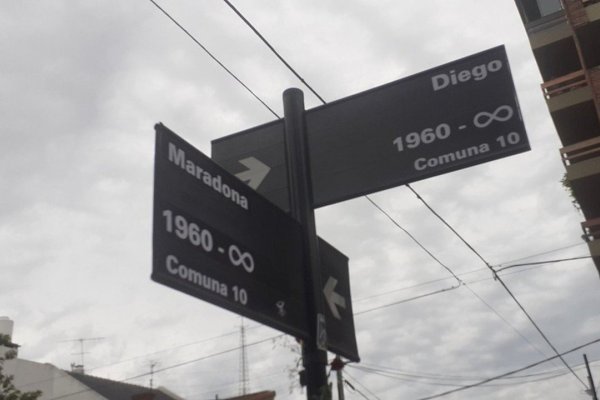 Diego
1960 - ∞
Comuna 10
Maradona
1960 - ∞
Comuna 10